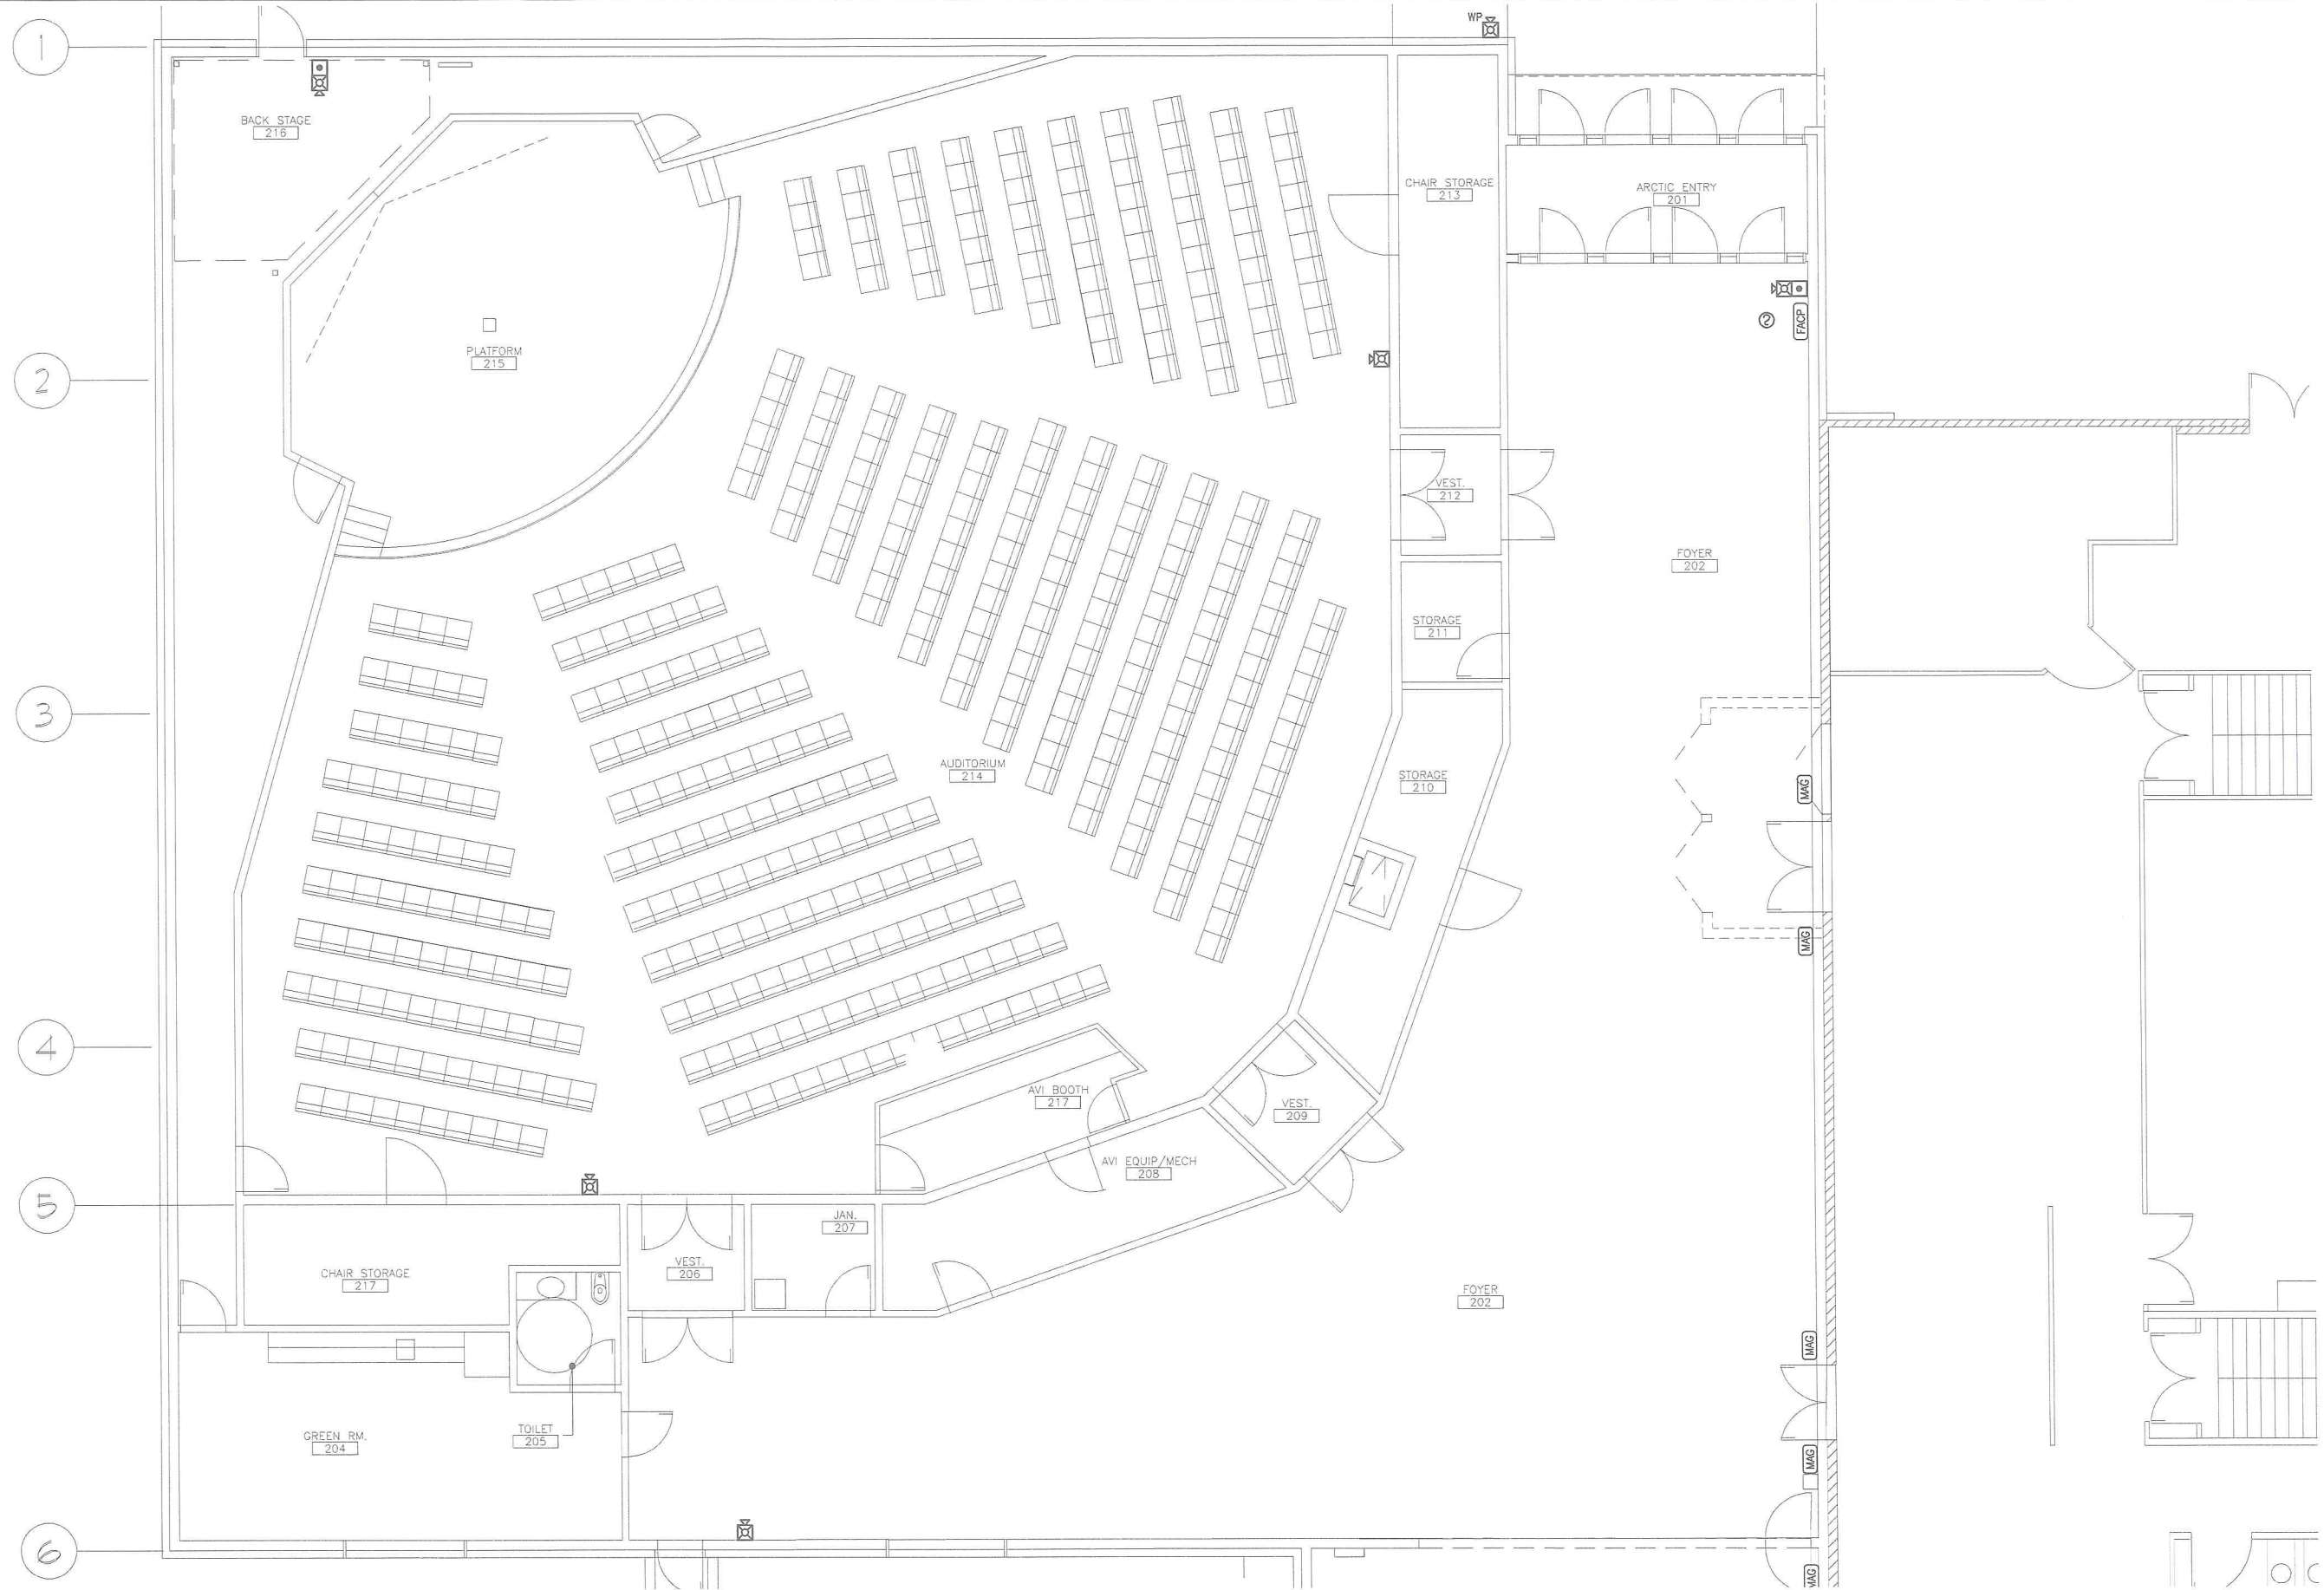 1
WP
BACK STAGE
216
CHAIR STORAGE
213
ARCTIC ENTRY
201
FACP
2
PLATFORM
215
VEST.
212
FOYER
202
STORAGE
211
3
AUDITORIUM
214
STORAGE
210
MAG
MAG
4
AVI BOOTH
217
VEST.
209
AVI EQUIP/MECH
208
5
JAN.
207
VEST.
206
CHAIR STORAGE
217
FOYER
202
MAG
GREEN RM.
204
TOILET
205
MAG
6
MAG